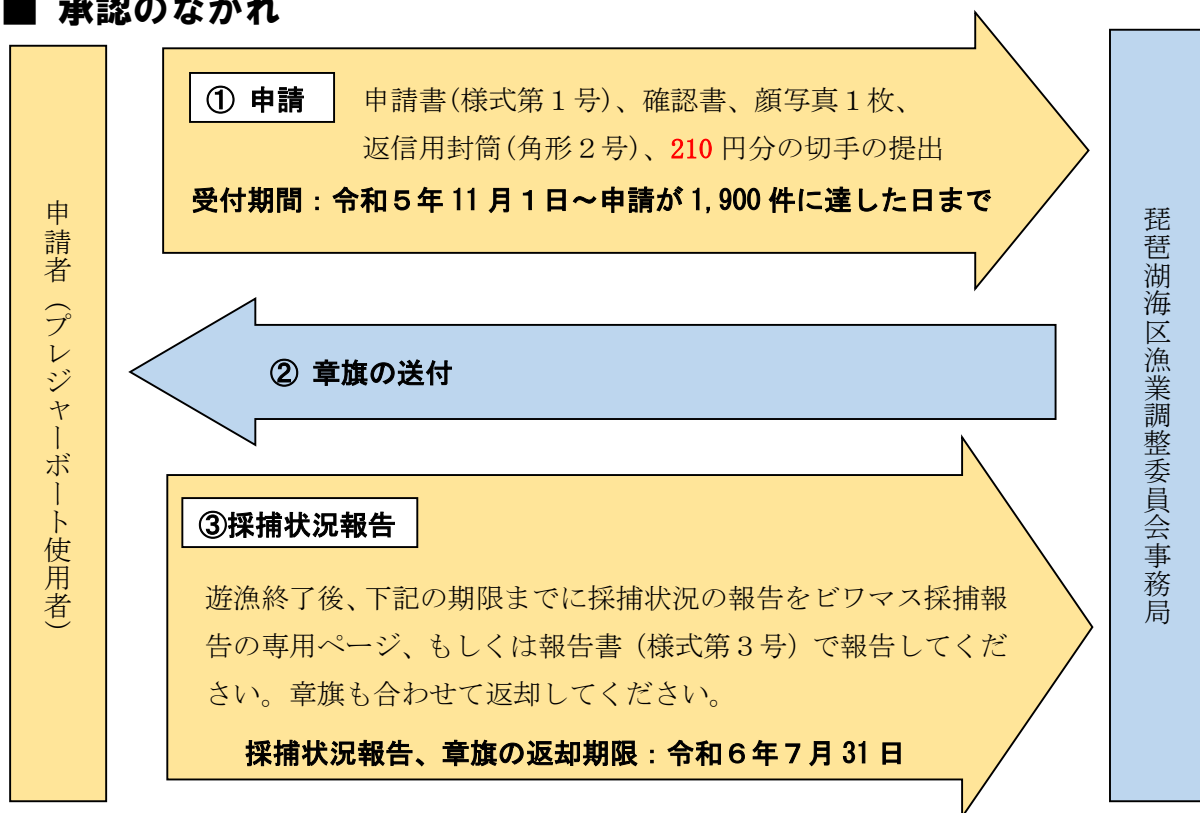 ■ 承認のながれ
申請者（プレジャーボート使用者）
① 申請
申請書(様式第１号)、確認書、顔写真１枚、
返信用封筒(角形２号)、210 円分の切手の提出
受付期間：令和５年 11 月１日～申請が 1,900 件に達した日まで
② 章旗の送付
③採捕状況報告
遊漁終了後、下記の期限までに採捕状況の報告をビワマス採捕報
告の専用ページ、もしくは報告書（様式第３号）で報告してくだ
さい。章旗も合わせて返却してください。
採捕状況報告、章旗の返却期限：令和６年７月 31 日
琵琶湖海区漁業調整委員会事務局